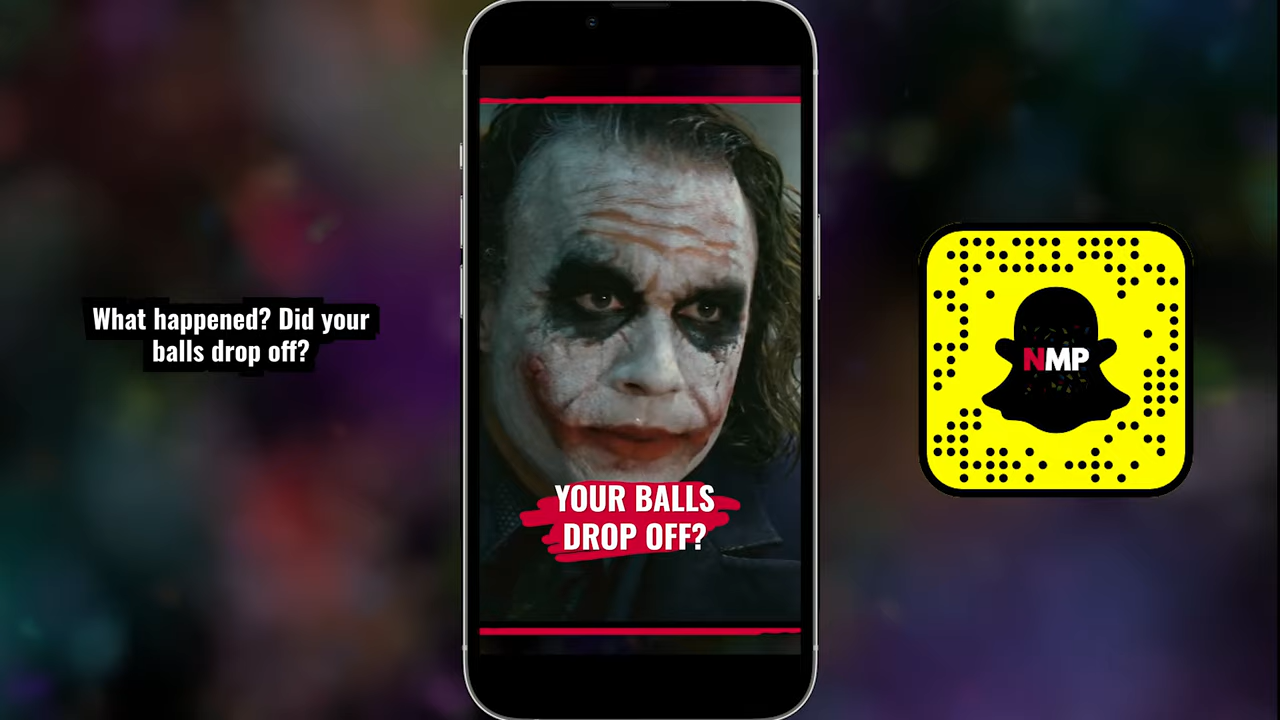 What happened? Did your
balls drop off?
YOUR BALLS
DROP OFF?
NMP